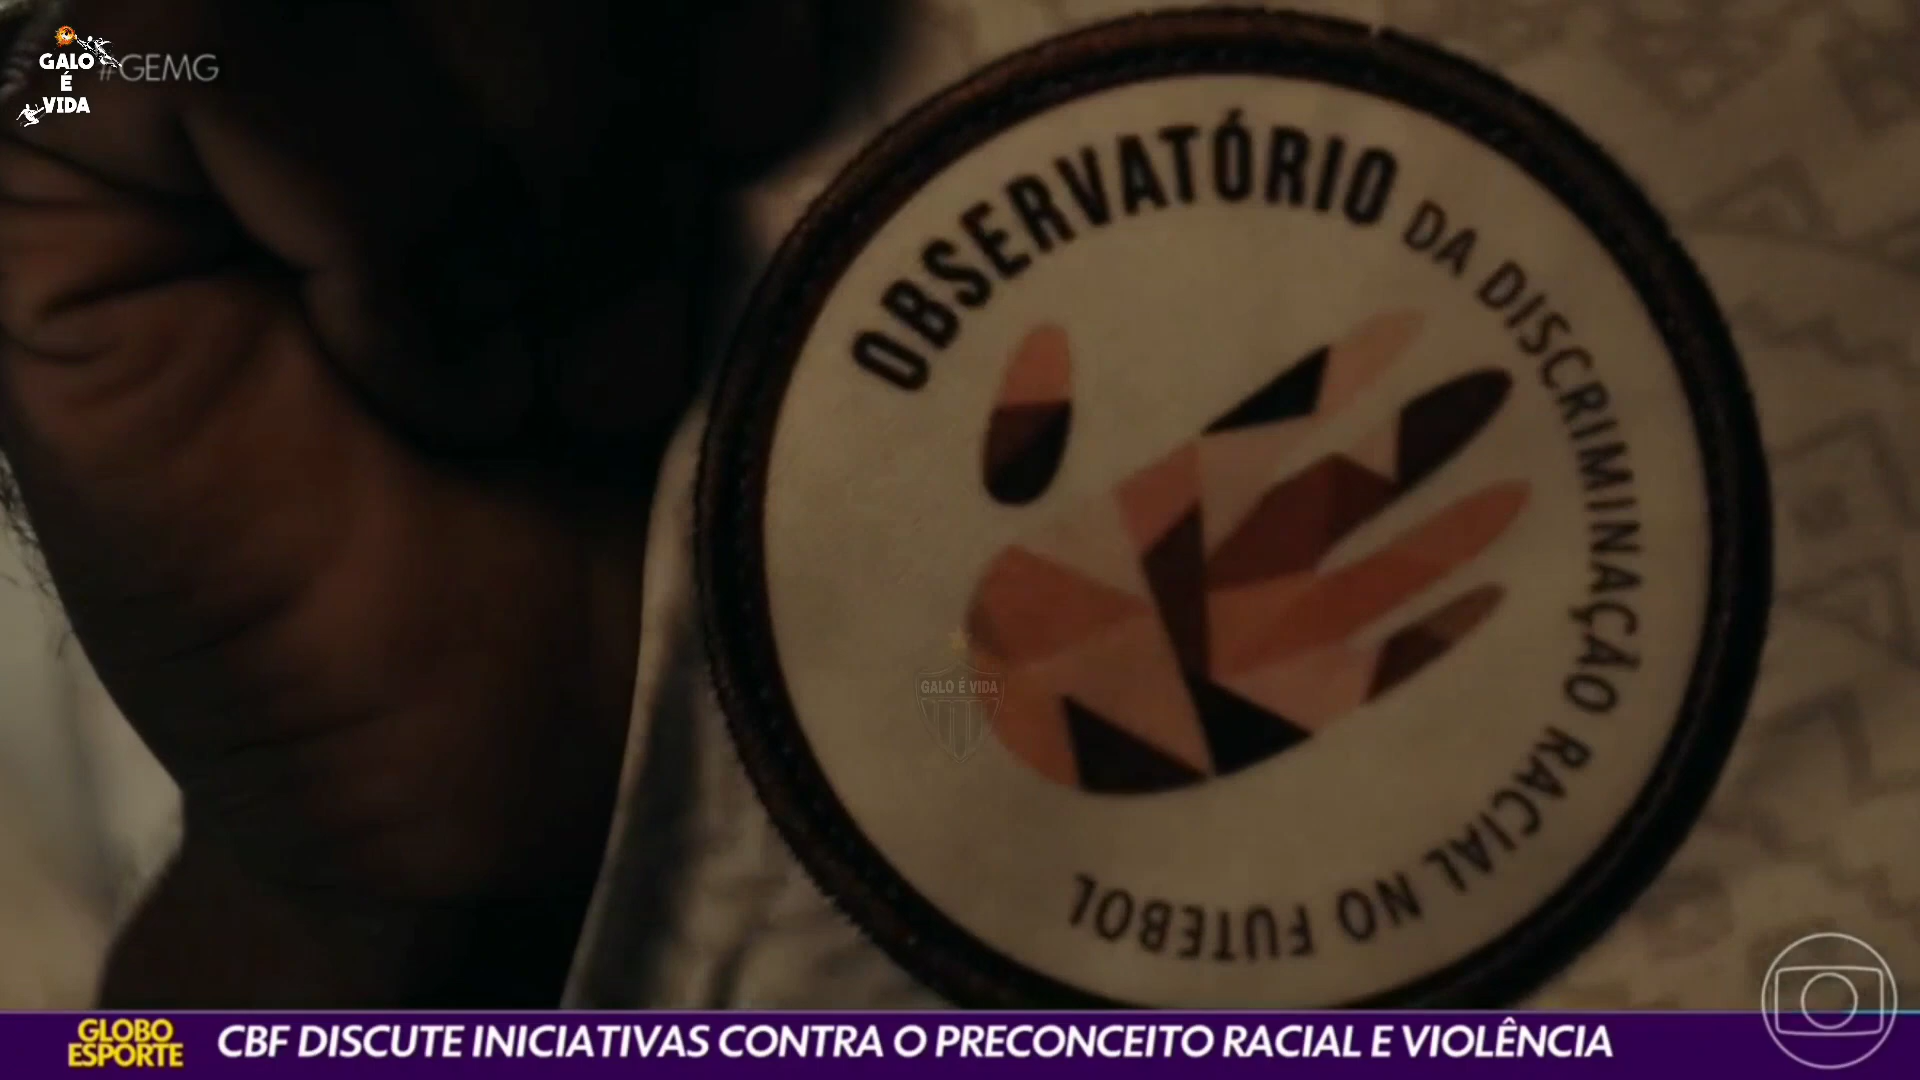 GALO
É
VIDA
#GEMG
OBSERVATÓRIO DA DISCRIMINAÇÃO RACIAL NO FUTEBOL
GALO É VIDA
GLOBO
ESPORTE
CBF DISCUTE INICIATIVAS CONTRA O PRECONCEITO RACIAL E VIOLÊNCIA